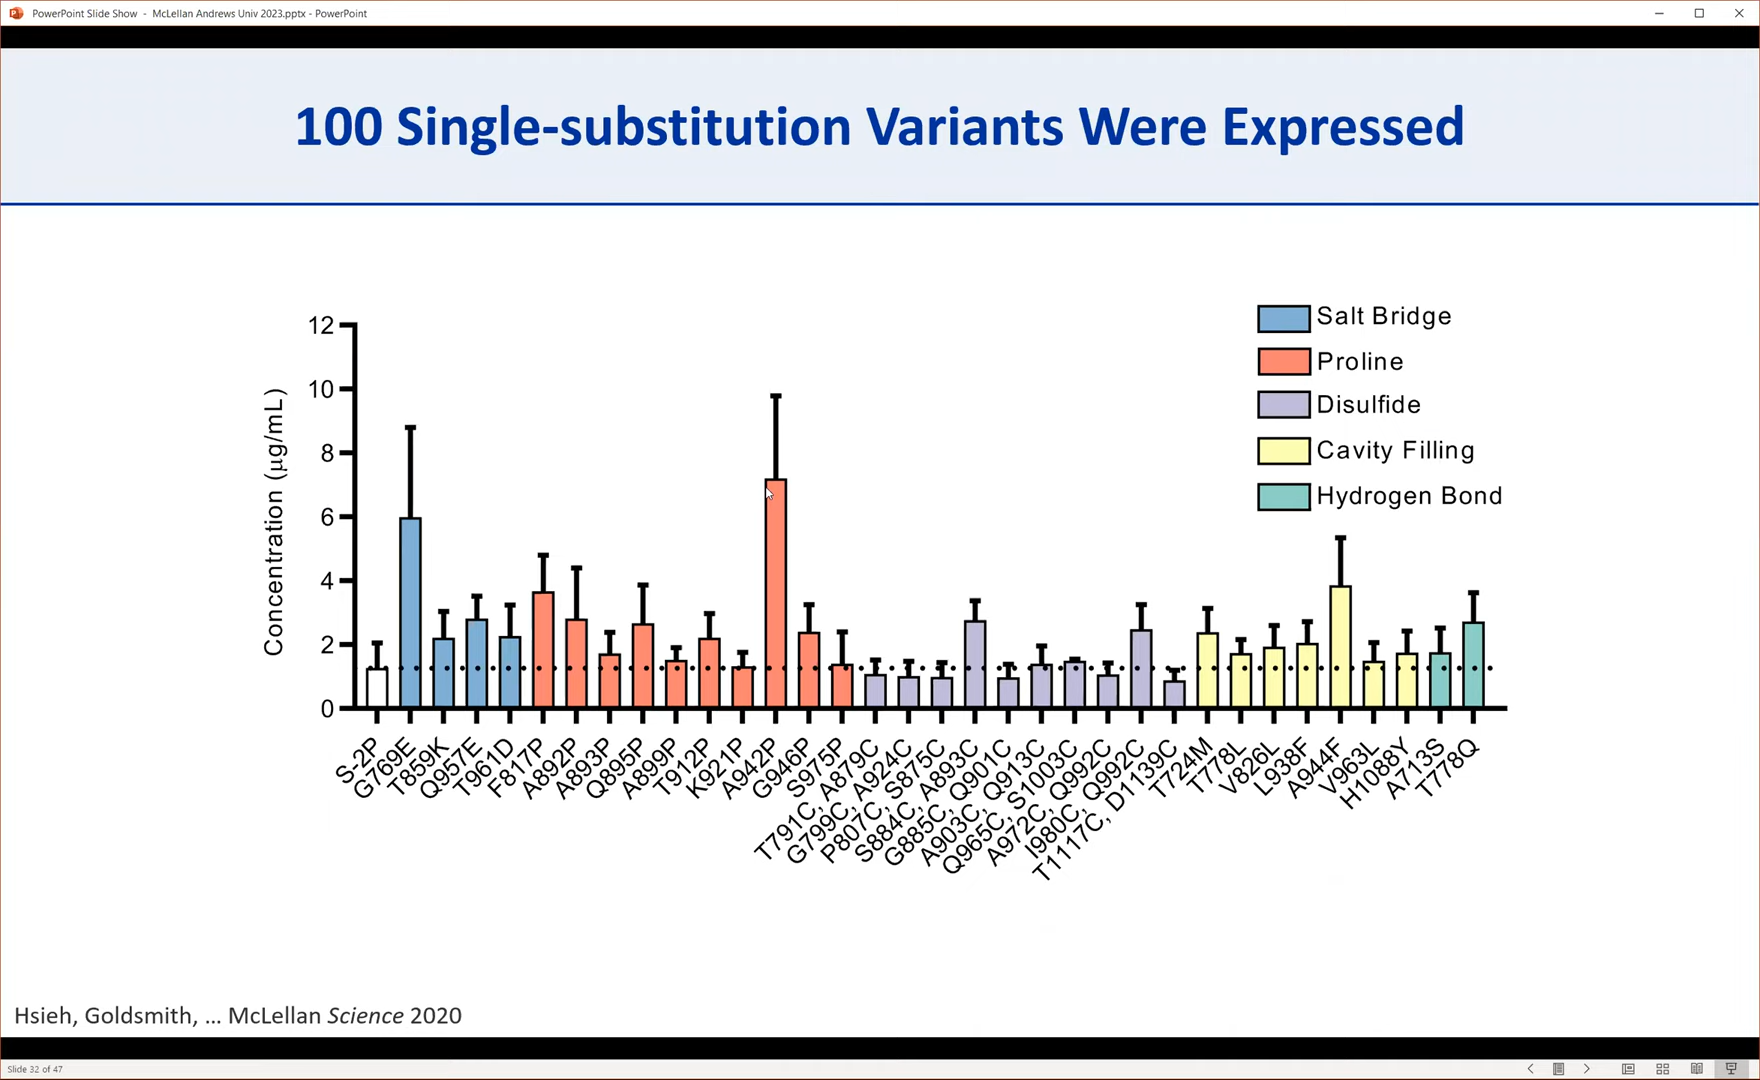 PowerPoint Slide Show - McLellan Andrews Univ 2023.pptx - PowerPoint
100 Single-substitution Variants Were Expressed
Concentration (µg/mL)
12
10
8
6
4
2
0
Salt Bridge
Proline
Disulfide
Cavity Filling
Hydrogen Bond
S-2P
G769E
T859K
Q957E
T961D
F817P
A892P
A893P
Q895P
A899P
T912P
K921P
A942P
G946P
S975P
T791C, A879C
G799C, A924C
P807C, S875C
S884C, A893C
G885C, Q901C
A903C, Q913C
Q965C, S1003C
A972C, Q992C
I980C, Q992C
T1117C, D1139C
T724M
T778L
V826L
L938F
A944F
V963L
H1088Y
A713S
T778Q
Hsieh, Goldsmith, ... McLellan Science 2020
Slide 32 of 47